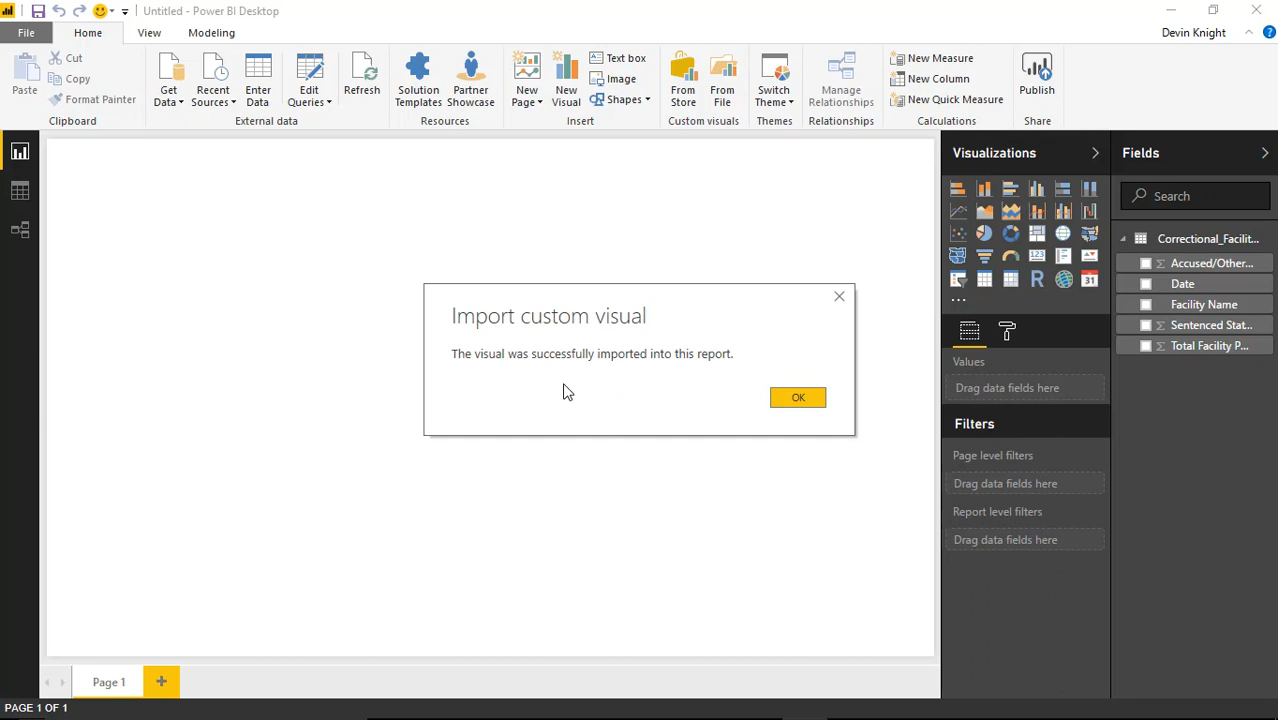 Untitled - Power BI Desktop
File
Home
View
Modeling
Devin Knight
?
Paste
Cut
Copy
Format Painter
Clipboard
Get Data
Recent Sources
Enter Data
Edit Queries
Refresh
External data
Solution Templates
Partner Showcase
Resources
New Page
New Visual
Text box
Image
Shapes
Insert
From Store
From File
Custom visuals
Switch Theme
Themes
Manage Relationships
Relationships
New Measure
New Column
New Quick Measure
Calculations
Publish
Share
Import custom visual
The visual was successfully imported into this report.
OK
Visualizations
123
R
31
...
Values
Drag data fields here
Filters
Page level filters
Drag data fields here
Report level filters
Drag data fields here
Fields
Search
Correctional_Facilit...
Σ Accused/Other...
Date
Facility Name
Σ Sentenced Stat...
Σ Total Facility P...
Page 1
+
PAGE 1 OF 1